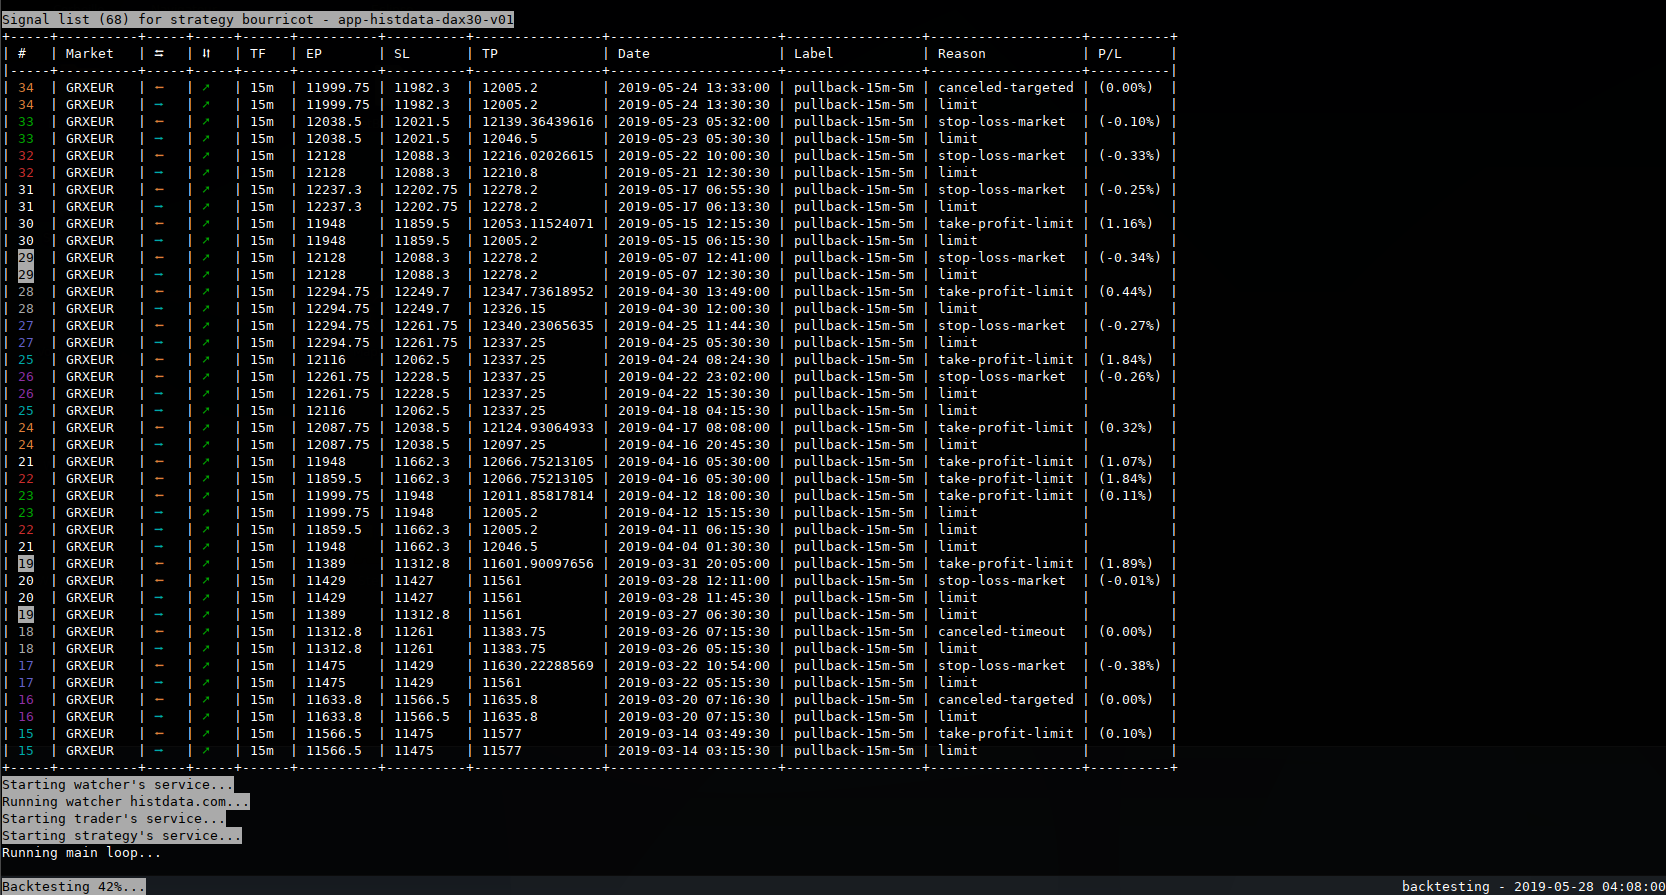 Signal list (68) for strategy bourricot - app-histdata-dax30-v01
| # | Market | ⇆ | ⇅ | TF | EP | SL | TP | Date | Label | Reason | P/L |
| 34 | GRXEUR | ← | ↗ | 15m | 11999.75 | 11982.3 | 12005.2 | 2019-05-24 13:33:00 | pullback-15m-5m | canceled-targeted | (0.00%) |
| 34 | GRXEUR | → | ↗ | 15m | 11999.75 | 11982.3 | 12005.2 | 2019-05-24 13:30:30 | pullback-15m-5m | limit | |
| 33 | GRXEUR | ← | ↗ | 15m | 12038.5 | 12021.5 | 12139.36439616 | 2019-05-23 05:32:00 | pullback-15m-5m | stop-loss-market | (-0.10%) |
| 33 | GRXEUR | → | ↗ | 15m | 12038.5 | 12021.5 | 12046.5 | 2019-05-23 05:30:30 | pullback-15m-5m | limit | |
| 32 | GRXEUR | ← | ↗ | 15m | 12128 | 12088.3 | 12216.02026615 | 2019-05-22 10:00:30 | pullback-15m-5m | stop-loss-market | (-0.33%) |
| 32 | GRXEUR | → | ↗ | 15m | 12128 | 12088.3 | 12210.8 | 2019-05-21 12:30:30 | pullback-15m-5m | limit | |
| 31 | GRXEUR | ← | ↗ | 15m | 12237.3 | 12202.75 | 12278.2 | 2019-05-17 06:55:30 | pullback-15m-5m | stop-loss-market | (-0.25%) |
| 31 | GRXEUR | → | ↗ | 15m | 12237.3 | 12202.75 | 12278.2 | 2019-05-17 06:13:30 | pullback-15m-5m | limit | |
| 30 | GRXEUR | ← | ↗ | 15m | 11948 | 11859.5 | 12053.11524071 | 2019-05-15 12:15:30 | pullback-15m-5m | take-profit-limit | (1.16%) |
| 30 | GRXEUR | → | ↗ | 15m | 11948 | 11859.5 | 12005.2 | 2019-05-15 06:15:30 | pullback-15m-5m | limit | |
| 29 | GRXEUR | ← | ↗ | 15m | 12128 | 12088.3 | 12278.2 | 2019-05-07 12:41:00 | pullback-15m-5m | stop-loss-market | (-0.34%) |
| 29 | GRXEUR | → | ↗ | 15m | 12128 | 12088.3 | 12278.2 | 2019-05-07 12:30:30 | pullback-15m-5m | limit | |
| 28 | GRXEUR | ← | ↗ | 15m | 12294.75 | 12249.7 | 12347.73618952 | 2019-04-30 13:49:00 | pullback-15m-5m | take-profit-limit | (0.44%) |
| 28 | GRXEUR | → | ↗ | 15m | 12294.75 | 12249.7 | 12326.15 | 2019-04-30 12:00:30 | pullback-15m-5m | limit | |
| 27 | GRXEUR | ← | ↗ | 15m | 12294.75 | 12261.75 | 12340.23065635 | 2019-04-25 11:44:30 | pullback-15m-5m | stop-loss-market | (-0.27%) |
| 27 | GRXEUR | → | ↗ | 15m | 12294.75 | 12261.75 | 12337.25 | 2019-04-25 05:30:30 | pullback-15m-5m | limit | |
| 25 | GRXEUR | ← | ↗ | 15m | 12116 | 12062.5 | 12337.25 | 2019-04-24 08:24:30 | pullback-15m-5m | take-profit-limit | (1.84%) |
| 26 | GRXEUR | ← | ↗ | 15m | 12261.75 | 12228.5 | 12337.25 | 2019-04-22 23:02:00 | pullback-15m-5m | stop-loss-market | (-0.26%) |
| 26 | GRXEUR | → | ↗ | 15m | 12261.75 | 12228.5 | 12337.25 | 2019-04-22 15:30:30 | pullback-15m-5m | limit | |
| 25 | GRXEUR | → | ↗ | 15m | 12116 | 12062.5 | 12337.25 | 2019-04-18 04:15:30 | pullback-15m-5m | limit | |
| 24 | GRXEUR | ← | ↗ | 15m | 12087.75 | 12038.5 | 12124.93064933 | 2019-04-17 08:08:00 | pullback-15m-5m | take-profit-limit | (0.32%) |
| 24 | GRXEUR | → | ↗ | 15m | 12087.75 | 12038.5 | 12097.25 | 2019-04-16 20:45:30 | pullback-15m-5m | limit | |
| 21 | GRXEUR | ← | ↗ | 15m | 11948 | 11662.3 | 12066.75213105 | 2019-04-16 05:30:00 | pullback-15m-5m | take-profit-limit | (1.07%) |
| 22 | GRXEUR | ← | ↗ | 15m | 11859.5 | 11662.3 | 12066.75213105 | 2019-04-16 05:30:00 | pullback-15m-5m | take-profit-limit | (1.84%) |
| 23 | GRXEUR | ← | ↗ | 15m | 11999.75 | 11948 | 12011.85817814 | 2019-04-12 18:00:30 | pullback-15m-5m | take-profit-limit | (0.11%) |
| 23 | GRXEUR | → | ↗ | 15m | 11999.75 | 11948 | 12005.2 | 2019-04-12 15:15:30 | pullback-15m-5m | limit | |
| 22 | GRXEUR | → | ↗ | 15m | 11859.5 | 11662.3 | 12005.2 | 2019-04-11 06:15:30 | pullback-15m-5m | limit | |
| 21 | GRXEUR | → | ↗ | 15m | 11948 | 11662.3 | 12046.5 | 2019-04-04 01:30:30 | pullback-15m-5m | limit | |
| 19 | GRXEUR | ← | ↗ | 15m | 11389 | 11312.8 | 11601.90097656 | 2019-03-31 20:05:00 | pullback-15m-5m | take-profit-limit | (1.89%) |
| 20 | GRXEUR | ← | ↗ | 15m | 11429 | 11427 | 11561 | 2019-03-28 12:11:00 | pullback-15m-5m | stop-loss-market | (-0.01%) |
| 20 | GRXEUR | → | ↗ | 15m | 11429 | 11427 | 11561 | 2019-03-28 11:45:30 | pullback-15m-5m | limit | |
| 19 | GRXEUR | → | ↗ | 15m | 11389 | 11312.8 | 11561 | 2019-03-27 06:30:30 | pullback-15m-5m | limit | |
| 18 | GRXEUR | ← | ↗ | 15m | 11312.8 | 11261 | 11383.75 | 2019-03-26 07:15:30 | pullback-15m-5m | canceled-timeout | (0.00%) |
| 18 | GRXEUR | → | ↗ | 15m | 11312.8 | 11261 | 11383.75 | 2019-03-26 05:15:30 | pullback-15m-5m | limit | |
| 17 | GRXEUR | ← | ↗ | 15m | 11475 | 11429 | 11630.22288569 | 2019-03-22 10:54:00 | pullback-15m-5m | stop-loss-market | (-0.38%) |
| 17 | GRXEUR | → | ↗ | 15m | 11475 | 11429 | 11561 | 2019-03-22 05:15:30 | pullback-15m-5m | limit | |
| 16 | GRXEUR | ← | ↗ | 15m | 11633.8 | 11566.5 | 11635.8 | 2019-03-20 07:16:30 | pullback-15m-5m | canceled-targeted | (0.00%) |
| 16 | GRXEUR | → | ↗ | 15m | 11633.8 | 11566.5 | 11635.8 | 2019-03-20 07:15:30 | pullback-15m-5m | limit | |
| 15 | GRXEUR | ← | ↗ | 15m | 11566.5 | 11475 | 11577 | 2019-03-14 03:49:30 | pullback-15m-5m | take-profit-limit | (0.10%) |
| 15 | GRXEUR | → | ↗ | 15m | 11566.5 | 11475 | 11577 | 2019-03-14 03:15:30 | pullback-15m-5m | limit | |
Starting watcher's service...
Running watcher histdata.com...
Starting trader's service...
Starting strategy's service...
Running main loop...
Backtesting 42%... backtesting - 2019-05-28 04:08:00